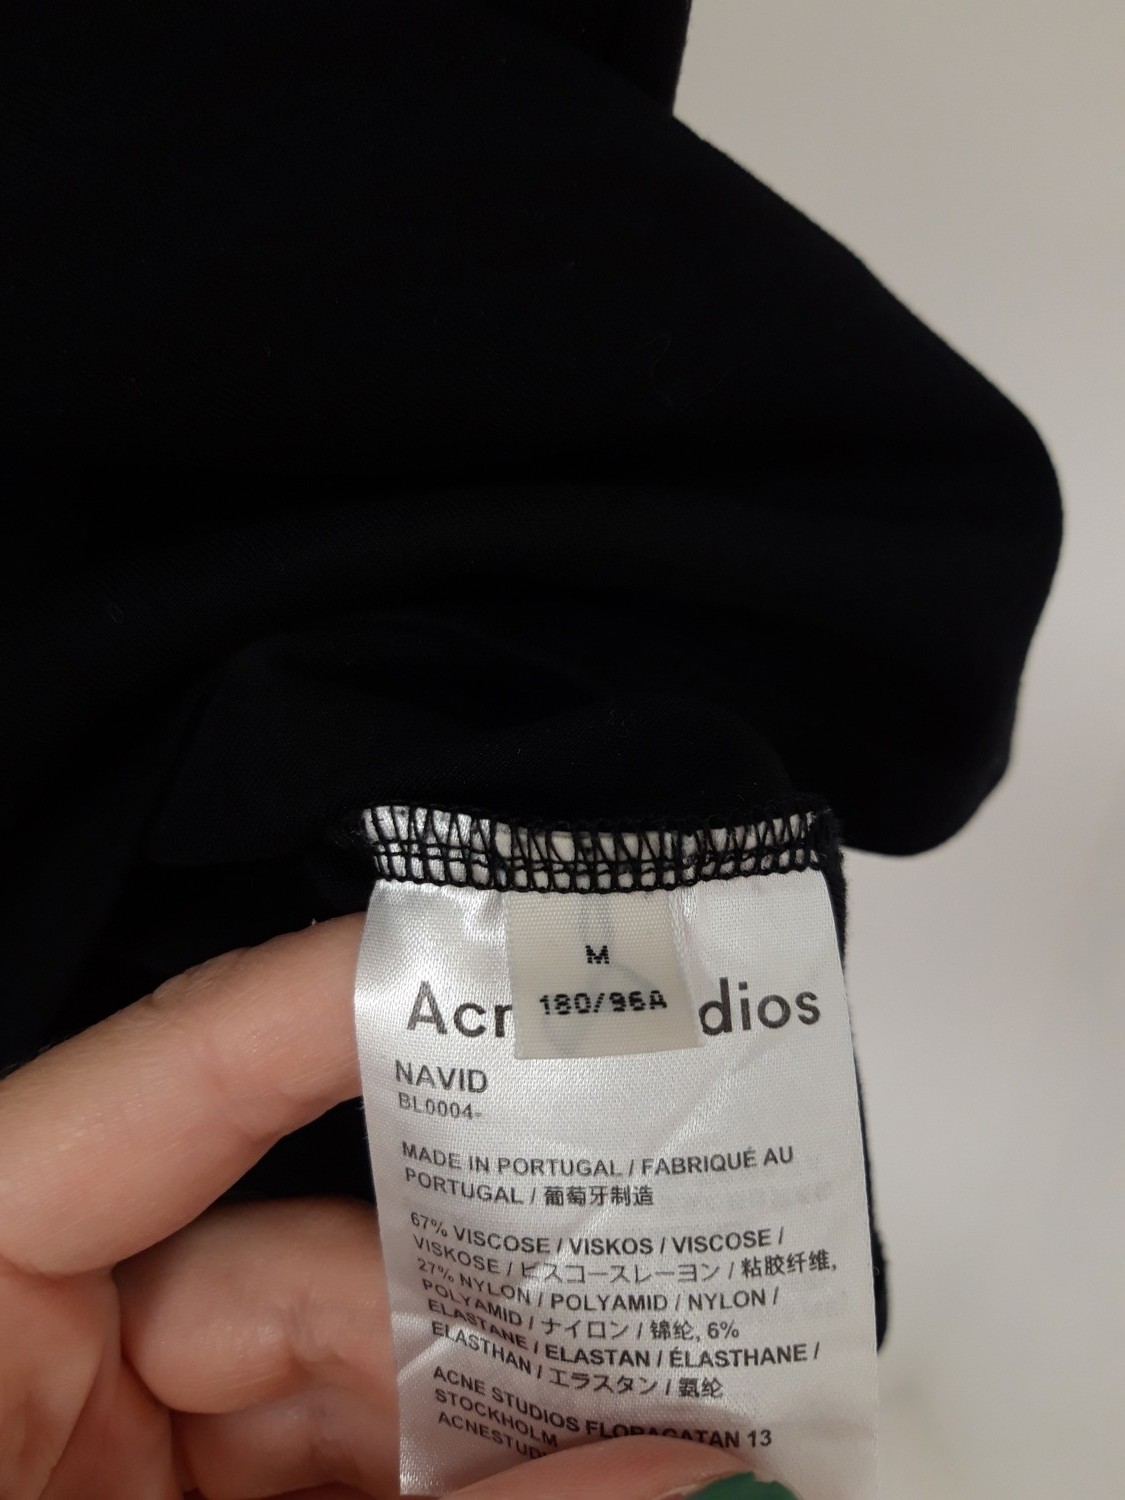 M
180/96A
Acn dios
NAVID
BL0004-
MADE IN PORTUGAL / FABRIQUÉ AU
PORTUGAL / 葡萄牙制造
67% VISCOSE / VISKOS / VISCOSE /
VISKOSE / ビスコースレーヨン / 粘胶纤维,
27% NYLON / POLYAMID / NYLON /
POLYAMID / ナイロン / 锦纶, 6%
ELASTANE / ELASTAN / ÉLASTHANE /
ELASTHAN / エラスタン / 氨纶
ACNE STUDIOS FLORAGATAN 13
STOCKHOLM
ACNESTUD